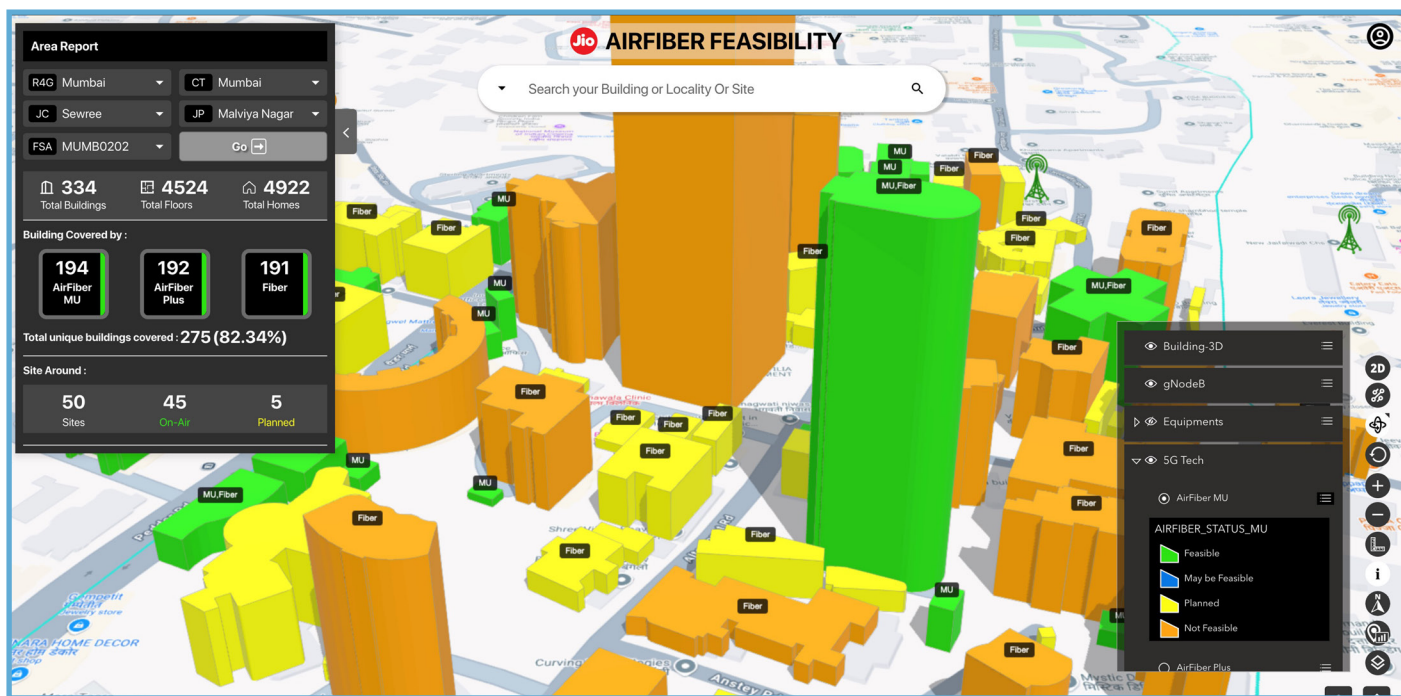 Area Report
R4G Mumbai
CT Mumbai
JC Sewree
JP Malviya Nagar
FSA MUMB0202
Go
334
Total Buildings
4524
Total Floors
4922
Total Homes
Building Covered by :
194
AirFiber
MU
192
AirFiber
Plus
191
Fiber
Total unique buildings covered : 275 (82.34%)
Site Around :
50
Sites
45
On-Air
5
Planned
Jio AIRFIBER FEASIBILITY
Search your Building or Locality Or Site
MU
Fiber
MU
Fiber
MU,Fiber
MU
Fiber
Fiber
Fiber
Fiber
Fiber
Fiber
MU
MU,Fiber
MU
Fiber
Fiber
Fiber
Fiber
Fiber
Fiber
Fiber
Fiber
MU
MU
MU,Fiber
Fiber
Fiber
Fiber
Fiber
MU
Fiber
MU
Fiber
Building-3D
gNodeB
Equipments
5G Tech
AirFiber MU
AIRFIBER_STATUS_MU
Feasible
May be Feasible
Planned
Not Feasible
AirFiber Plus
2D
i
N
NARA HOME DECOR
Anstey